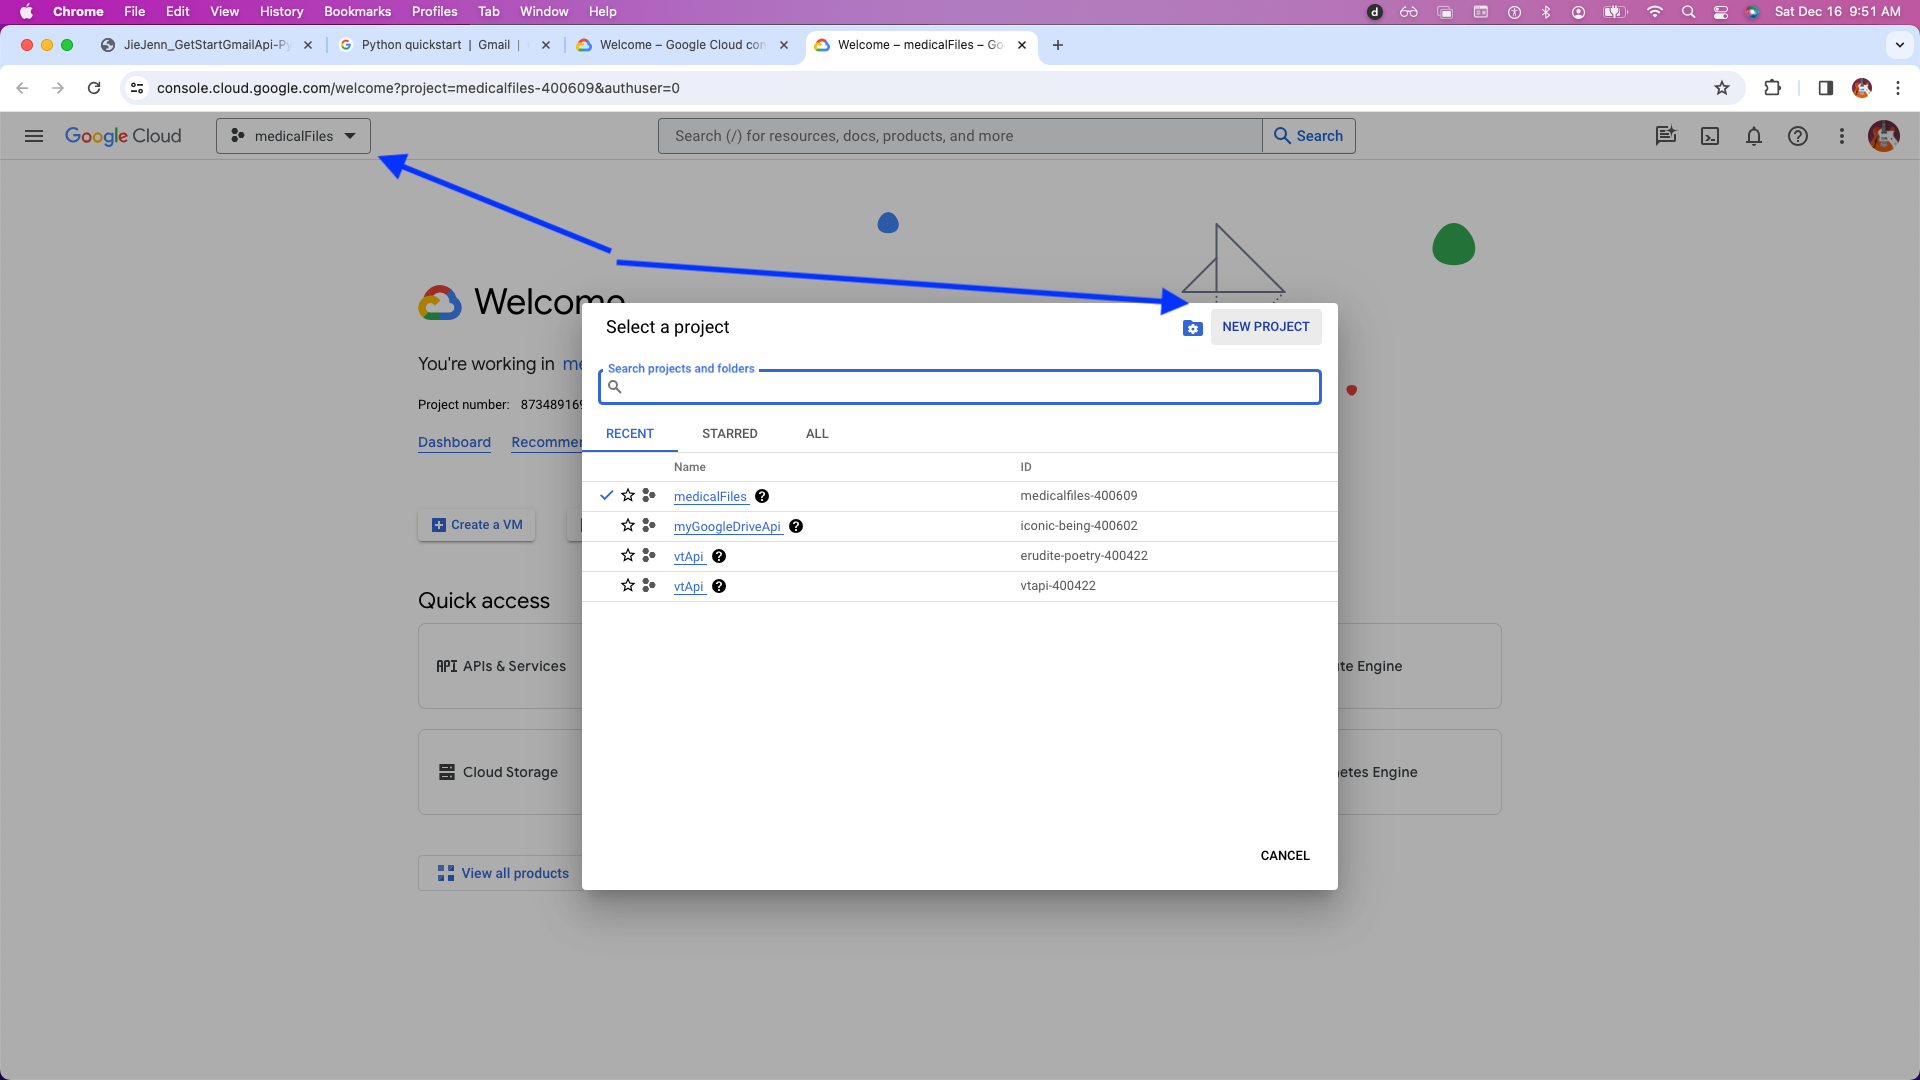 Chrome File Edit View History Bookmarks Profiles Tab Window Help Sat Dec 16 9:51 AM
JieJenn_GetStartGmailApi-Py Python quickstart | Gmail | Welcome – Google Cloud con Welcome – medicalFiles – Go
console.cloud.google.com/welcome?project=medicalfiles-400609&authuser=0
Google Cloud medicalFiles Search (/) for resources, docs, products, and more Search
Welcome
Select a project NEW PROJECT
You're working in me
Search projects and folders
Project number: 87348916
RECENT STARRED ALL
Dashboard Recommen
Name ID
medicalFiles medicalfiles-400609
myGoogleDriveApi iconic-being-400602
Create a VM
vtApi erudite-poetry-400422
vtApi vtapi-400422
Quick access
API APIs & Services te Engine
Cloud Storage etes Engine
CANCEL
View all products